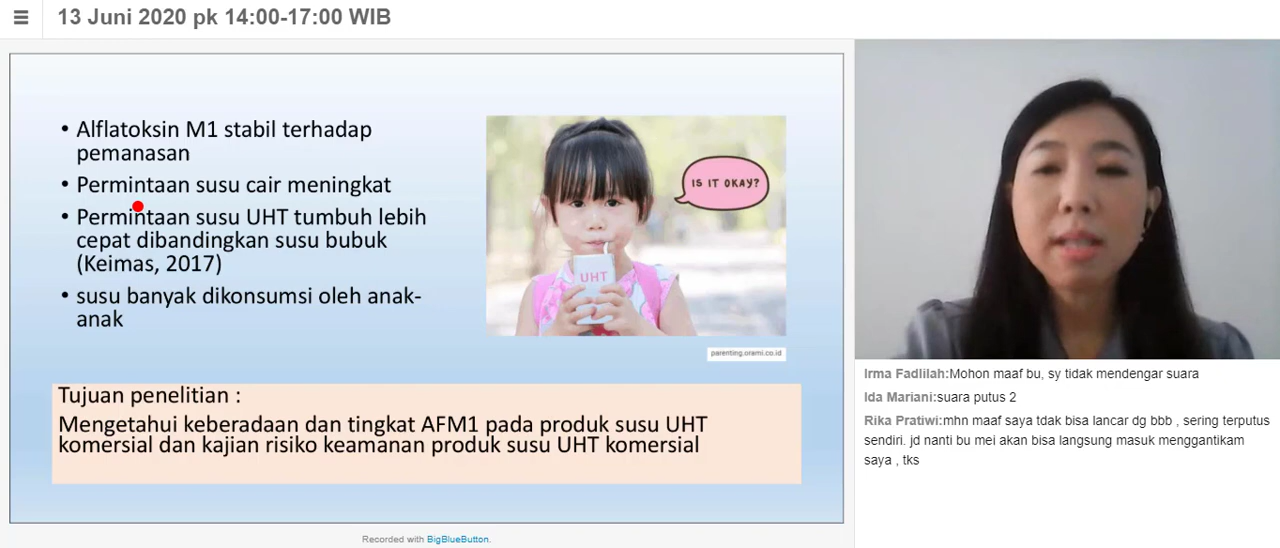 13 Juni 2020 pk 14:00-17:00 WIB
• Alflatoksin M1 stabil terhadap
pemanasan
• Permintaan susu cair meningkat
• Permintaan susu UHT tumbuh lebih
cepat dibandingkan susu bubuk
(Keimas, 2017)
• susu banyak dikonsumsi oleh anak-
anak
IS IT OKAY?
UHT
parenting.orami.co.id
Tujuan penelitian :
Mengetahui keberadaan dan tingkat AFM1 pada produk susu UHT
komersial dan kajian risiko keamanan produk susu UHT komersial
Recorded with BigBlueButton.
Irma Fadlilah:Mohon maaf bu, sy tidak mendengar suara
Ida Mariani:suara putus 2
Rika Pratiwi:mhn maaf saya tdak bisa lancar dg bbb , sering terputus
sendiri. jd nanti bu mei akan bisa langsung masuk menggantikam
saya , tks